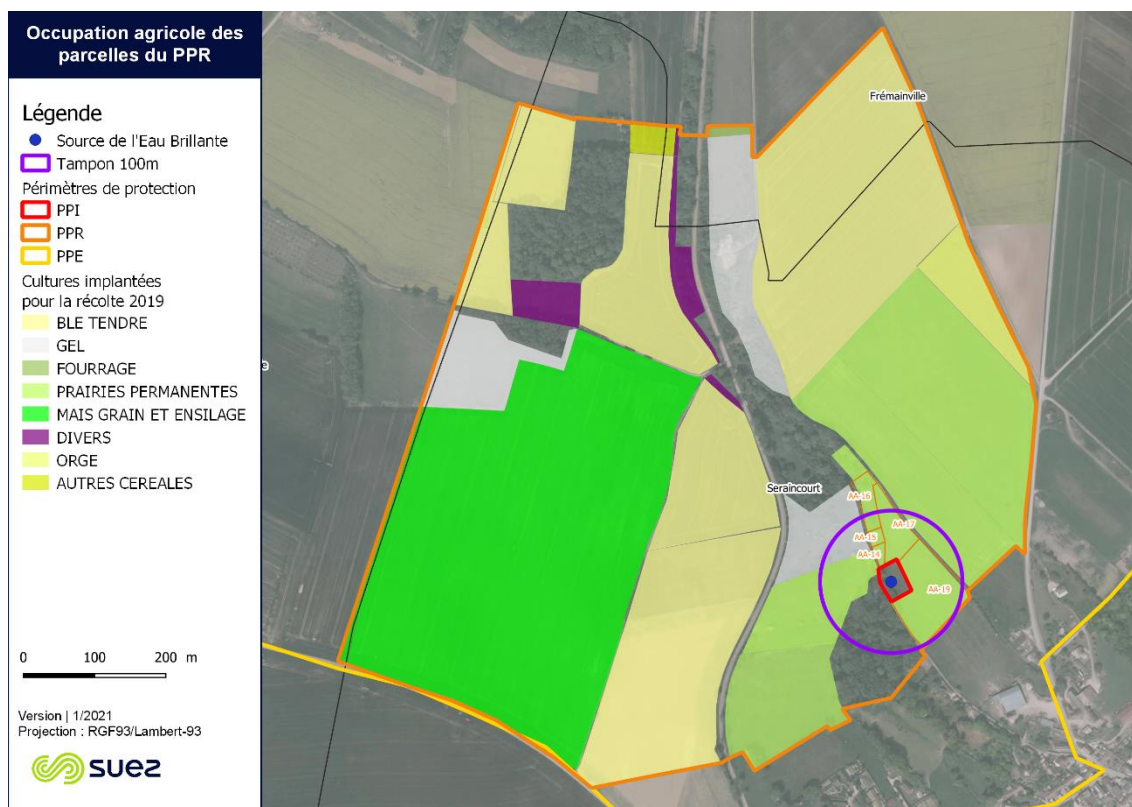 Occupation agricole des
parcelles du PPR
Légende
Source de l'Eau Brillante
Tampon 100m
Périmètres de protection
PPI
PPR
PPE
Cultures implantées
pour la récolte 2019
BLE TENDRE
GEL
FOURRAGE
PRAIRIES PERMANENTES
MAIS GRAIN ET ENSILAGE
DIVERS
ORGE
AUTRES CEREALES
0 100 200 m
Version | 1/2021
Projection : RGF93/Lambert-93
suez
Frémainville
e
Seraincourt
AA-16
AA-17
AA-15
AA-14
AA-19